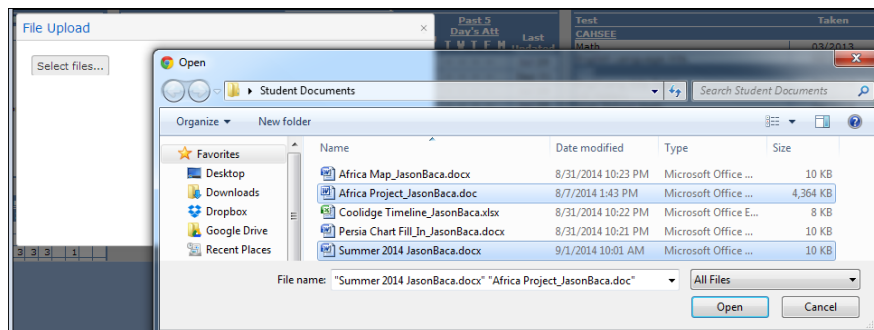 File Upload
×
Select files...
Past 5
Day's Att
T W T F M
Last
Updated
Test
Taken
CAHSEE
Math
03/2013
Open
Student Documents
Search Student Documents
Organize
New folder
Favorites
Desktop
Downloads
Dropbox
Google Drive
Recent Places
Name Date modified Type Size
Africa Map_JasonBaca.docx 8/31/2014 10:23 PM Microsoft Office ... 10 KB
Africa Project_JasonBaca.doc 8/7/2014 1:43 PM Microsoft Office ... 4,364 KB
Coolidge Timeline_JasonBaca.xlsx 8/31/2014 10:22 PM Microsoft Office E... 8 KB
Persia Chart Fill_In_JasonBaca.docx 8/31/2014 10:21 PM Microsoft Office ... 10 KB
Summer 2014 JasonBaca.docx 9/1/2014 10:01 AM Microsoft Office ... 10 KB
File name: "Summer 2014 JasonBaca.docx" "Africa Project_JasonBaca.doc" All Files
Open Cancel
3 3 3 1